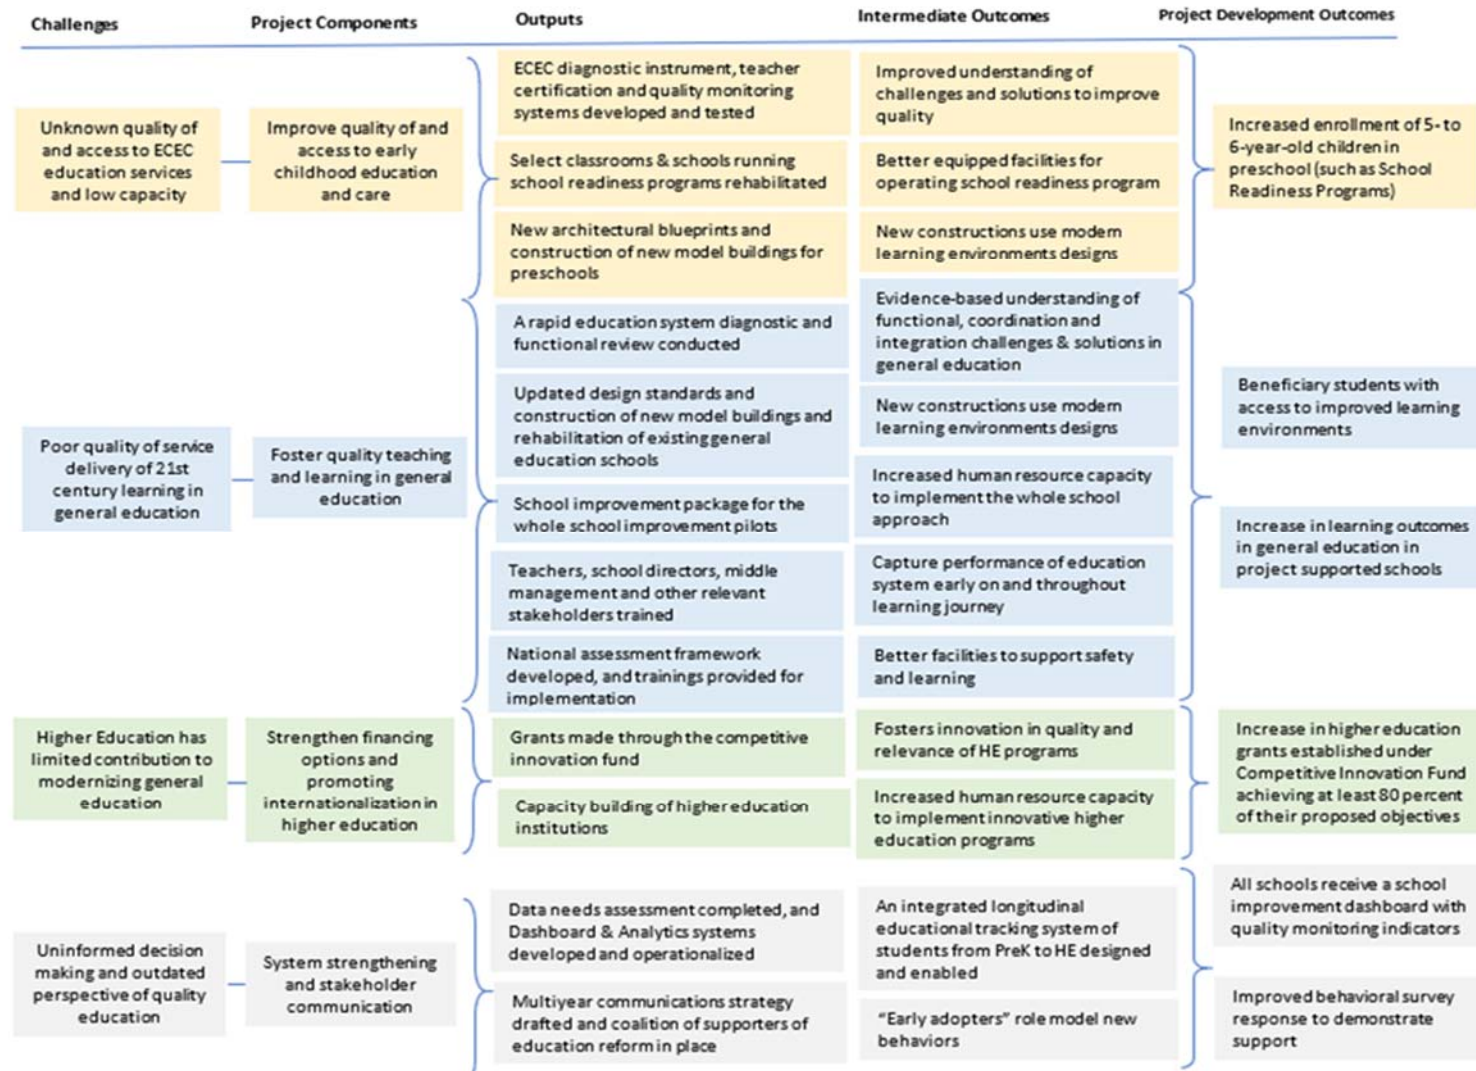 Challenges
Project Components
Outputs
Intermediate Outcomes
Project Development Outcomes
Unknown quality of
and access to ECEC
education services
and low capacity
Improve quality of and
access to early
childhood education
and care
ECEC diagnostic instrument, teacher
certification and quality monitoring
systems developed and tested
Select classrooms & schools running
school readiness programs rehabilitated
New architectural blueprints and
construction of new model buildings for
preschools
Improved understanding of
challenges and solutions to improve
quality
Better equipped facilities for
operating school readiness program
New constructions use modern
learning environments designs
Increased enrollment of 5- to
6-year-old children in
preschool (such as School
Readiness Programs)
Poor quality of service
delivery of 21st
century learning in
general education
Foster quality teaching
and learning in general
education
A rapid education system diagnostic and
functional review conducted
Updated design standards and
construction of new model buildings and
rehabilitation of existing general
education schools
School improvement package for the
whole school improvement pilots
Teachers, school directors, middle
management and other relevant
stakeholders trained
National assessment framework
developed, and trainings provided for
implementation
Evidence-based understanding of
functional, coordination and
integration challenges & solutions in
general education
New constructions use modern
learning environments designs
Increased human resource capacity
to implement the whole school
approach
Capture performance of education
system early on and throughout
learning journey
Better facilities to support safety
and learning
Beneficiary students with
access to improved learning
environments
Increase in learning outcomes
in general education in
project supported schools
Higher Education has
limited contribution to
modernizing general
education
Strengthen financing
options and
promoting
internationalization in
higher education
Grants made through the competitive
innovation fund
Capacity building of higher education
institutions
Fosters innovation in quality and
relevance of HE programs
Increased human resource capacity
to implement innovative higher
education programs
Increase in higher education
grants established under
Competitive Innovation Fund
achieving at least 80 percent
of their proposed objectives
Uninformed decision
making and outdated
perspective of quality
education
System strengthening
and stakeholder
communication
Data needs assessment completed, and
Dashboard & Analytics systems
developed and operationalized
Multiyear communications strategy
drafted and coalition of supporters of
education reform in place
An integrated longitudinal
educational tracking system of
students from PreK to HE designed
and enabled
“Early adopters” role model new
behaviors
All schools receive a school
improvement dashboard with
quality monitoring indicators
Improved behavioral survey
response to demonstrate
support